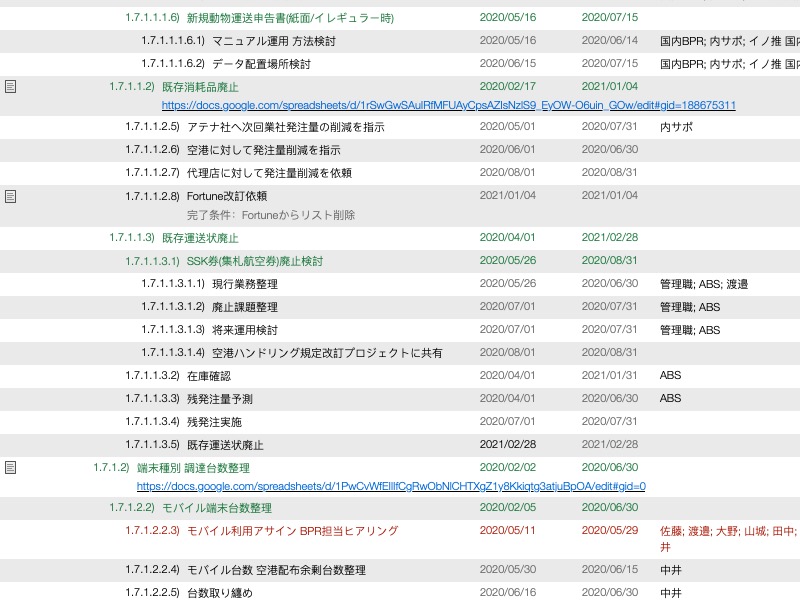 1.7.1.1.1.6) 新規動物運送申告書(紙面/イレギュラー時) 2020/05/16 2020/07/15
1.7.1.1.1.6.1) マニュアル運用 方法検討 2020/05/16 2020/06/14 国内BPR; 内サポ; イノ推 国内
1.7.1.1.1.6.2) データ配置場所検討 2020/06/15 2020/07/15 国内BPR; 内サポ; イノ推 国内
1.7.1.1.2) 既存消耗品廃止 2020/02/17 2021/01/04
https://docs.google.com/spreadsheets/d/1rSwGwSAulRfMFUAyCpsAZIsNzIS9_EyOW-O6uin_GOw/edit#gid=188675311
1.7.1.1.2.5) アテナ社へ次回業社発注量の削減を指示 2020/05/01 2020/07/31 内サポ
1.7.1.1.2.6) 空港に対して発注量削減を指示 2020/06/01 2020/06/30
1.7.1.1.2.7) 代理店に対して発注量削減を依頼 2020/08/01 2020/08/31
1.7.1.1.2.8) Fortune改訂依頼 2021/01/04 2021/01/04
完了条件：Fortuneからリスト削除
1.7.1.1.3) 既存運送状廃止 2020/04/01 2021/02/28
1.7.1.1.3.1) SSK券(集札航空券)廃止検討 2020/05/26 2020/08/31
1.7.1.1.3.1.1) 現行業務整理 2020/05/26 2020/06/30 管理職; ABS; 渡邉
1.7.1.1.3.1.2) 廃止課題整理 2020/07/01 2020/07/31 管理職; ABS
1.7.1.1.3.1.3) 将来運用検討 2020/07/01 2020/07/31 管理職; ABS
1.7.1.1.3.1.4) 空港ハンドリング規定改訂プロジェクトに共有 2020/08/01 2020/08/31
1.7.1.1.3.2) 在庫確認 2020/04/01 2021/01/31 ABS
1.7.1.1.3.3) 残発注量予測 2020/04/01 2020/06/30 ABS
1.7.1.1.3.4) 残発注実施 2020/07/01 2020/07/31
1.7.1.1.3.5) 既存運送状廃止 2021/02/28 2021/02/28
1.7.1.2) 端末種別 調達台数整理 2020/02/02 2020/06/30
https://docs.google.com/spreadsheets/d/1PwCvWfEIlIfCgRwObNlCHTXgZ1y8Kkiqtg3atjuBpOA/edit#gid=0
1.7.1.2.2) モバイル端末台数整理 2020/02/05 2020/06/30
1.7.1.2.2.3) モバイル利用アサイン BPR担当ヒアリング 2020/05/11 2020/05/29 佐藤; 渡邉; 大野; 山城; 田中;
井
1.7.1.2.2.4) モバイル台数 空港配布余剰台数整理 2020/05/30 2020/06/15 中井
1.7.1.2.2.5) 台数取り纏め 2020/06/16 2020/06/30 中井